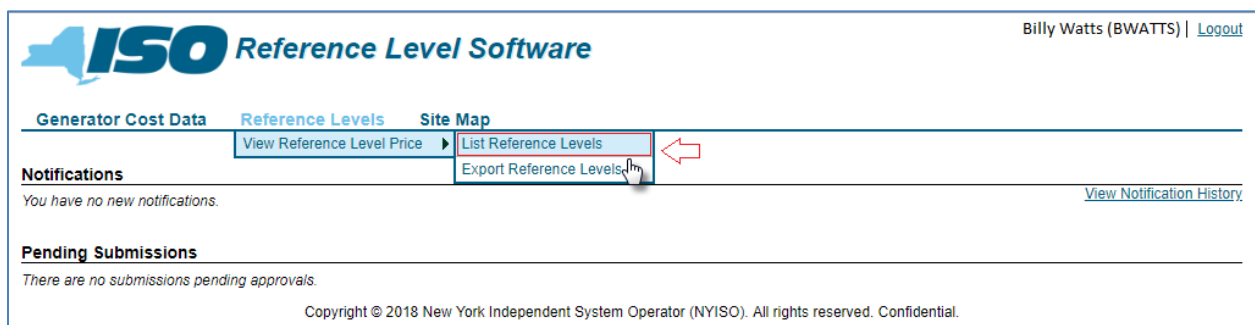 Billy Watts (BWATTS) | Logout
ISO Reference Level Software
Generator Cost Data Reference Levels Site Map
View Reference Level Price List Reference Levels
Export Reference Levels
Notifications
You have no new notifications. View Notification History
Pending Submissions
There are no submissions pending approvals.
Copyright © 2018 New York Independent System Operator (NYISO). All rights reserved. Confidential.